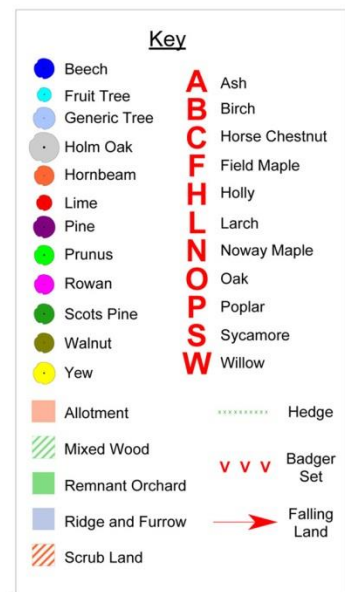 Key
Beech
Fruit Tree
Generic Tree
Holm Oak
Hornbeam
Lime
Pine
Prunus
Rowan
Scots Pine
Walnut
Yew
A Ash
B Birch
C Horse Chestnut
F Field Maple
H Holly
L Larch
N Noway Maple
O Oak
P Poplar
S Sycamore
W Willow
Allotment
Mixed Wood
Remnant Orchard
Ridge and Furrow
Scrub Land
Hedge
v v v Badger
Set
Falling
Land